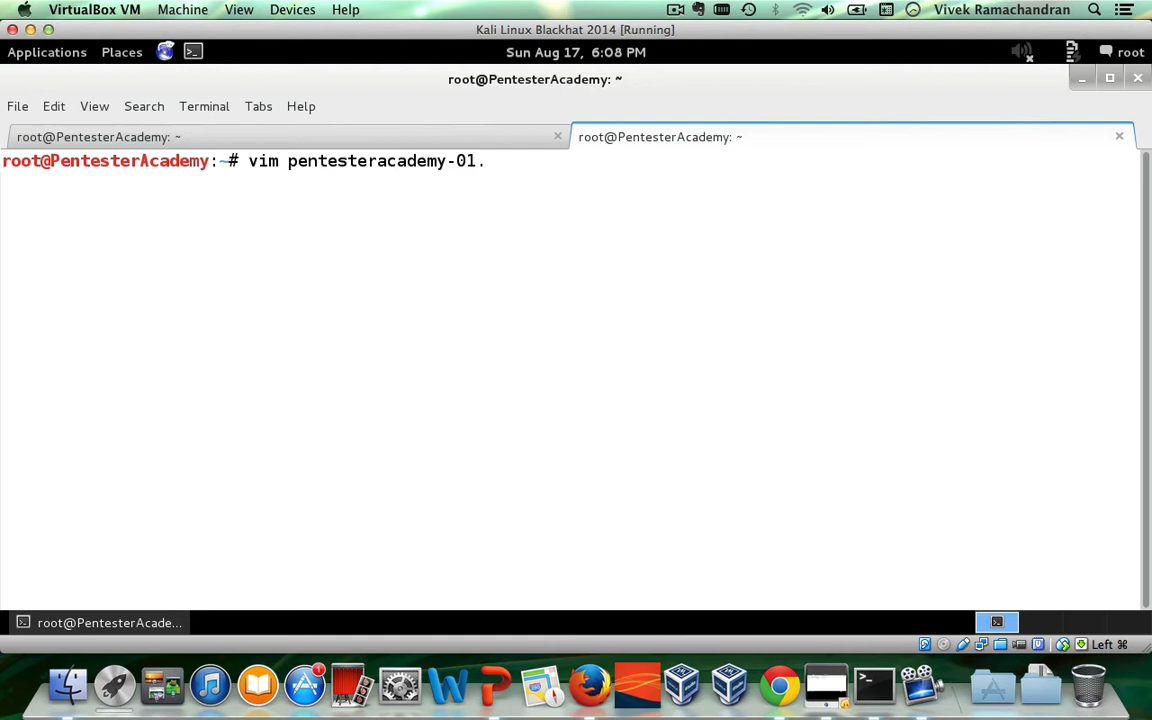 VirtualBox VM Machine View Devices Help Vivek Ramachandran
Kali Linux Blackhat 2014 [Running]
Applications Places Sun Aug 17, 6:08 PM root
root@PentesterAcademy: ~
File Edit View Search Terminal Tabs Help
root@PentesterAcademy: ~ root@PentesterAcademy: ~
root@PentesterAcademy:~# vim pentesteracademy-01.
root@PentesterAcade...
Left ⌘